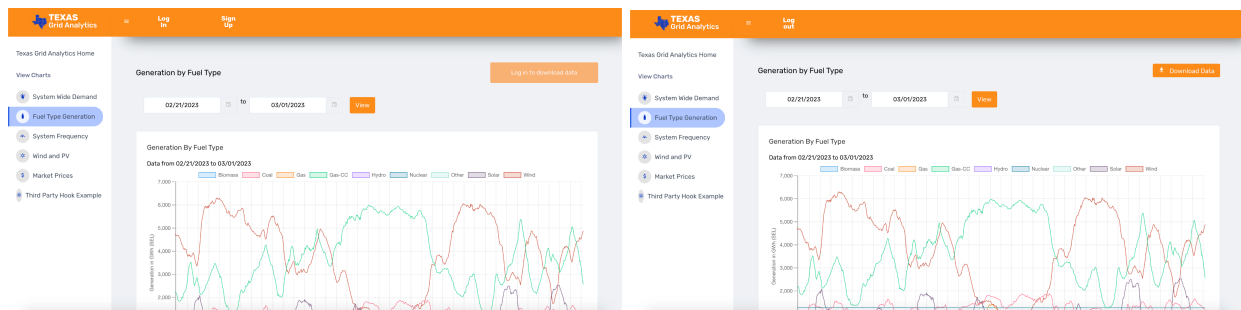 TEXAS
Grid Analytics
Log
In
Sign
Up
Texas Grid Analytics Home
View Charts
System Wide Demand
Fuel Type Generation
System Frequency
Wind and PV
Market Prices
Third Party Hook Example
Generation by Fuel Type
Log in to download data
02/21/2023 to 03/01/2023 View
Generation By Fuel Type
Data from 02/21/2023 to 03/01/2023
Biomass Coal Gas Gas-CC Hydro Nuclear Other Solar Wind
7,000
6,000
5,000
4,000
3,000
2,000
Generation in GWh (SEL)
TEXAS
Grid Analytics
Log
out
Texas Grid Analytics Home
View Charts
System Wide Demand
Fuel Type Generation
System Frequency
Wind and PV
Market Prices
Third Party Hook Example
Generation by Fuel Type
Download Data
02/21/2023 to 03/01/2023 View
Generation By Fuel Type
Data from 02/21/2023 to 03/01/2023
Biomass Coal Gas Gas-CC Hydro Nuclear Other Solar Wind
7,000
6,000
5,000
4,000
3,000
2,000
Generation in GWh (SEL)